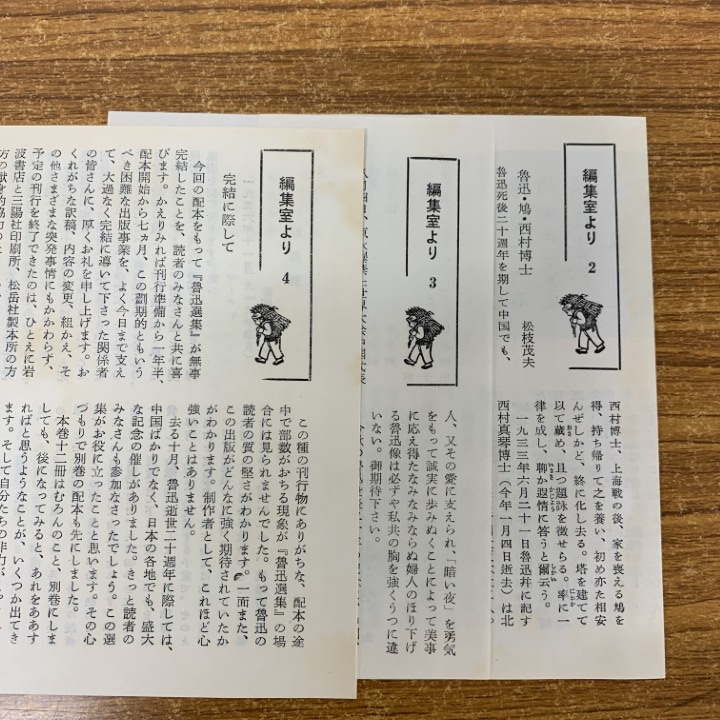 編集室より 2
魯迅・鳩・西村博士 松枝茂夫
魯迅死後二十週年を期して中国でも、
西村博士、上海戦の後、家を喪える鳩を
得、持ち帰りて之を養い、初め亦た相安
んぜしかど、終に化し去る。塔を建てて
以て蔵め、且つ題詠を徴せらる。率に一
律を成し、聊か遐情に答うと爾云う。
一九三三年六月二十一日魯迅并に記す
西村真琴博士(今年一月四日逝去)は北
編集室より 3
人、又その愛に支えられ、「暗い夜」を勇気
をもって誠実に歩みぬくことによって美事
に応え得たなみなみならぬ婦人のほり下げ
る魯迅像は必ずや私共の胸を強くうつに違
いない。御期待下さい。
編集室より 4
完結に際して
今回の配本をもって『魯迅選集』が無事
完結したことを、読者のみなさんと共に喜
びます。かえりみれば刊行準備から一年半、
配本開始から七ヵ月、この劃期的ともいう
べき困難な出版事業を、よく今日まで支え
て、大過なく完結に導いて下さった関係者
の皆さんに、厚くお礼を申し上げます。お
くれがちな訳稿、内容の変更、組かえ、そ
の他さまざまな突発事情にもかかわらず、
予定の刊行を終了できたのは、ひとえに岩
波書店と三陽社印刷所、松岳社製本所の方
この種の刊行物にありがちな、配本の途
中で部数がおちる現象が『魯迅選集』の場
合には見られませんでした。もって魯迅の
読者の質の堅さがわかります。一面また、
この出版がどんなに強く期待されていたか
がわかります。制作者として、これほど心
強いことはありません。
去る十月、魯迅逝世二十週年に際しては、
中国ばかりでなく、日本の各地でも、盛大
な記念の催しがありました。きっと読者の
みなさんも参加なさったでしょう。この選
集がお役に立ったことと思います。その心
づもりで別巻の配本も先にしました。
本巻十二冊はむろんのこと、別巻にしま
しても、後になってみると、あれをああす
ればと思うようなことが、いくつか出てき
ます。そして自分たちの非力が